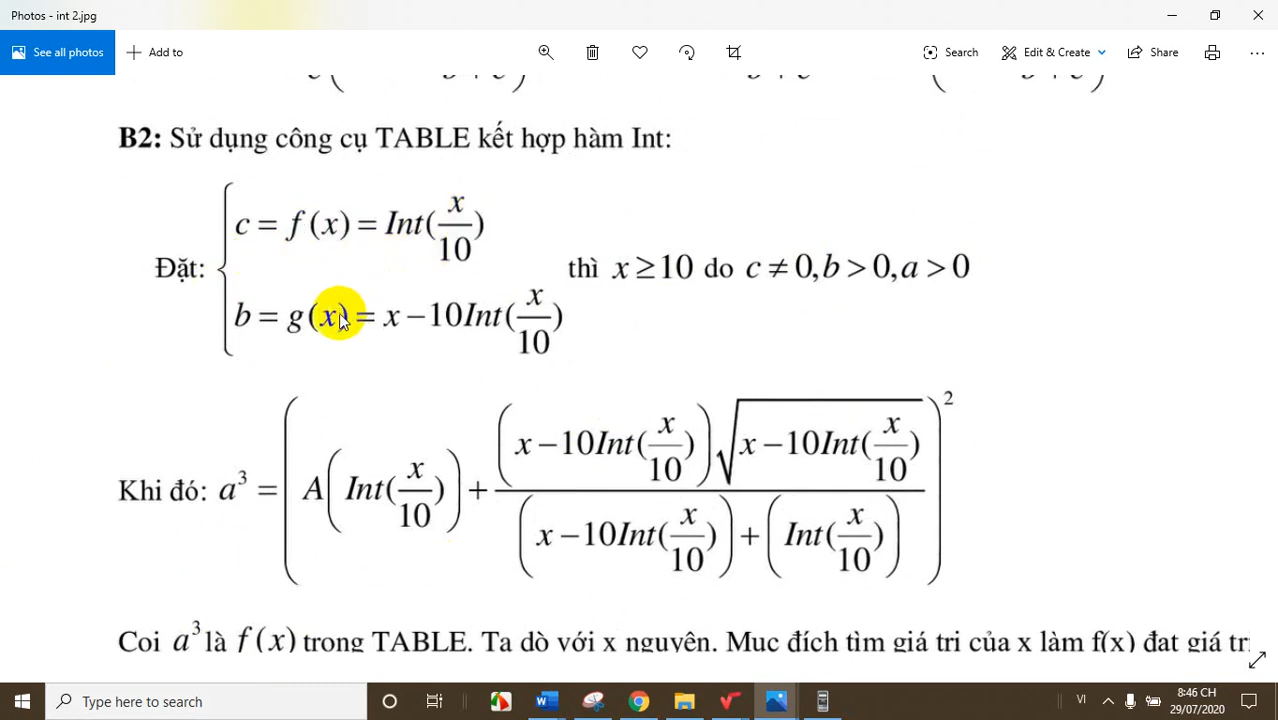 Photos - int 2.jpg
See all photos
Add to
Search
Edit & Create
Share
B2: Sử dụng công cụ TABLE kết hợp hàm Int:
Đặt: { c = f(x) = Int(x/10)
b = g(x) = x − 10Int(x/10) thì x ≥ 10 do c ≠ 0, b > 0, a > 0
Khi đó: a³ = ( A( Int(x/10) ) + ( x − 10Int(x/10) ) √( x − 10Int(x/10) ) / ( ( x − 10Int(x/10) ) + ( Int(x/10) ) ) )²
Coi a³ là f(x) trong TABLE. Ta dò với x nguyên. Mục đích tìm giá trị của x làm f(x) đạt giá trị
Type here to search
VI
8:46 CH
29/07/2020